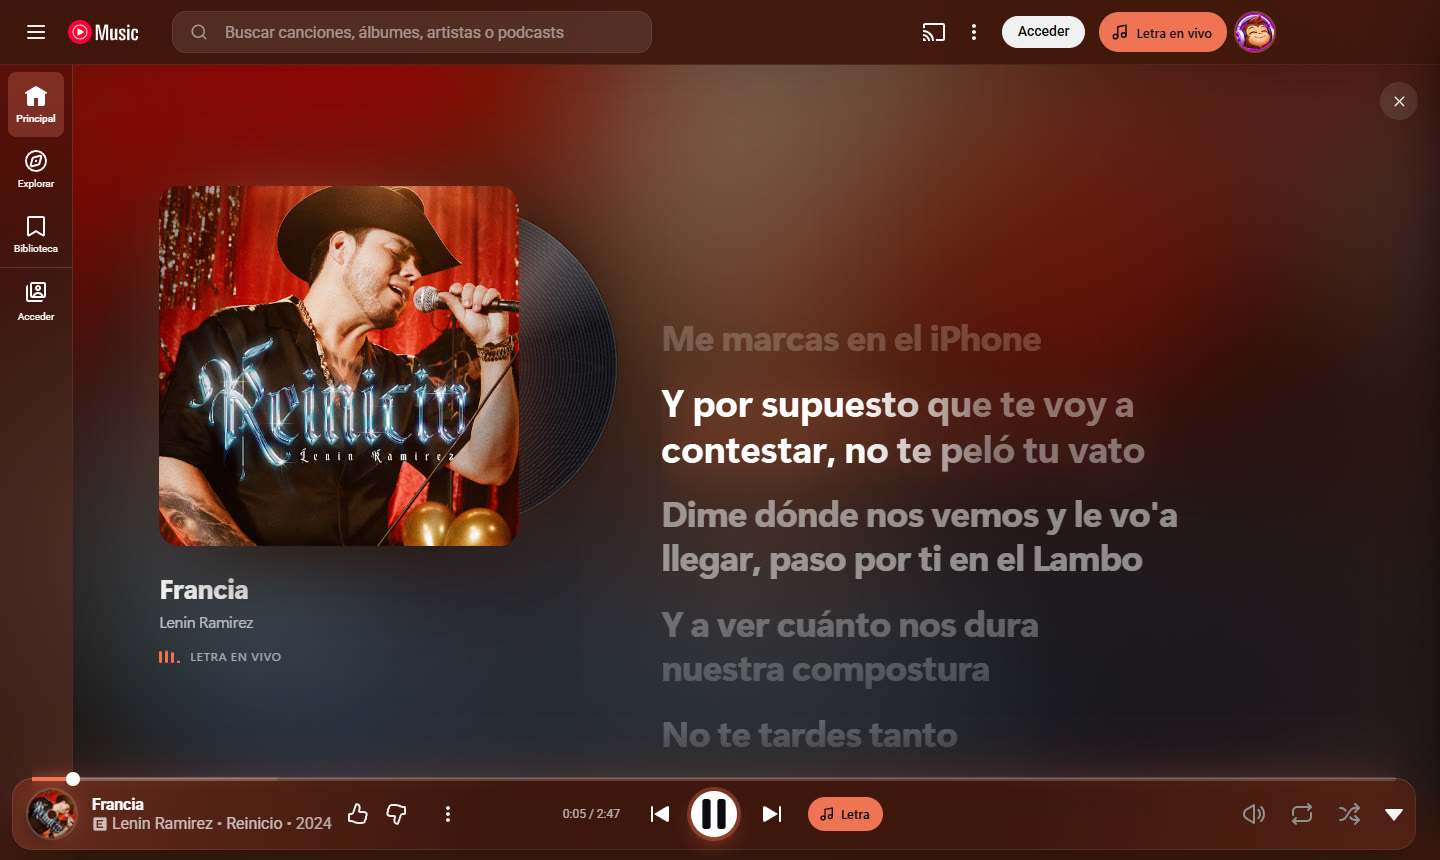 Music
Buscar canciones, álbumes, artistas o podcasts
Acceder
Letra en vivo
Principal
Explorar
Biblioteca
Acceder
Reinicio
Lenin Ramirez
Francia
Lenin Ramirez
LETRA EN VIVO
Me marcas en el iPhone
Y por supuesto que te voy a
contestar, no te peló tu vato
Dime dónde nos vemos y le vo'a
llegar, paso por ti en el Lambo
Y a ver cuánto nos dura
nuestra compostura
No te tardes tanto
Francia
E Lenin Ramirez • Reinicio • 2024
0:05 / 2:47
Letra